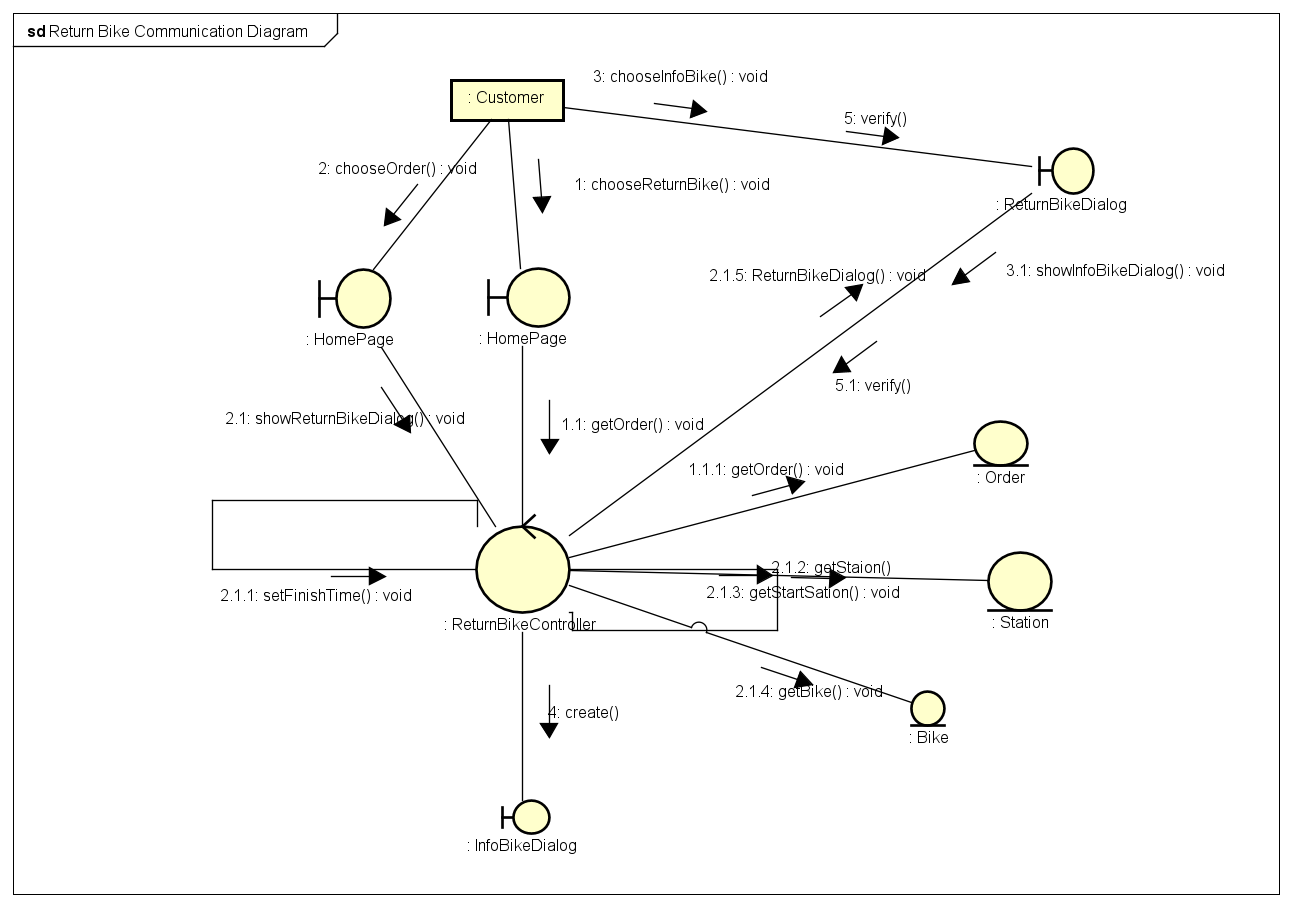 sd Return Bike Communication Diagram
3: chooseInfoBike() : void
: Customer
5: verify()
2: chooseOrder() : void
1: chooseReturnBike() : void
: ReturnBikeDialog
2.1.5: ReturnBikeDialog() : void
3.1: showInfoBikeDialog() : void
: HomePage
: HomePage
5.1: verify()
2.1: showReturnBikeDialog() : void
1.1: getOrder() : void
1.1.1: getOrder() : void
: Order
2.1.2: getStaion()
2.1.1: setFinishTime() : void
2.1.3: getStartSation() : void
: ReturnBikeController
: Station
2.1.4: getBike() : void
4: create()
: Bike
: InfoBikeDialog